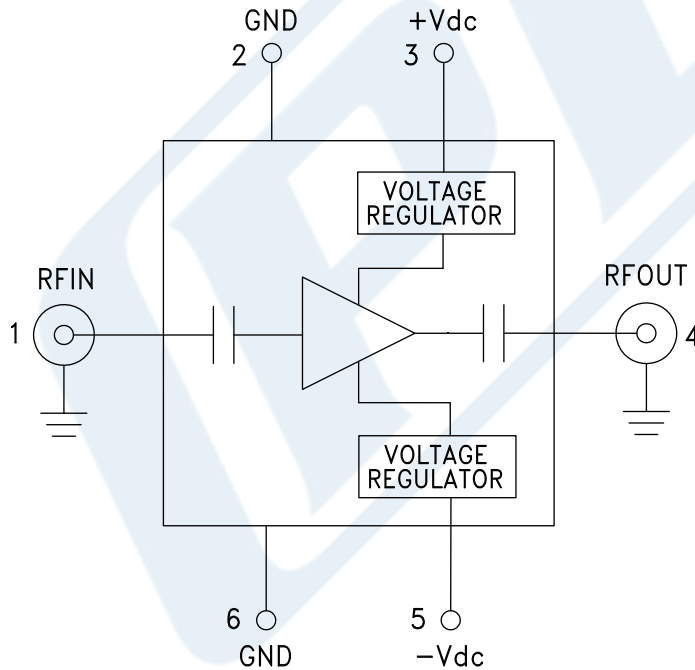 GND
+Vdc
2
3
VOLTAGE
REGULATOR
RFIN
RFOUT
1
4
VOLTAGE
REGULATOR
6
5
GND
-Vdc